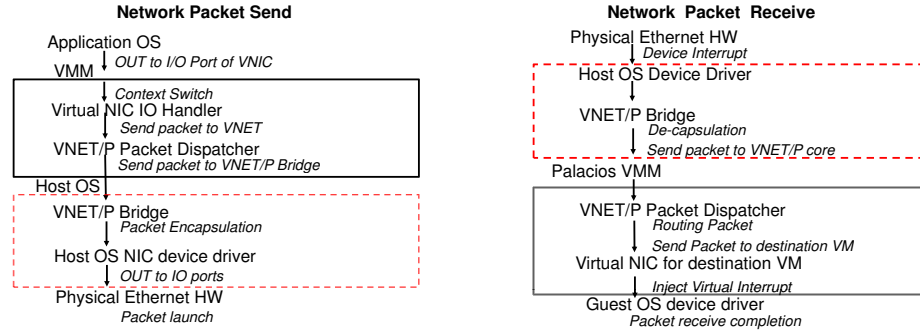 Network Packet Send
Application OS
OUT to I/O Port of VNIC
VMM
Context Switch
Virtual NIC IO Handler
Send packet to VNET
VNET/P Packet Dispatcher
Send packet to VNET/P Bridge
Host OS
VNET/P Bridge
Packet Encapsulation
Host OS NIC device driver
OUT to IO ports
Physical Ethernet HW
Packet launch
Network Packet Receive
Physical Ethernet HW
Device Interrupt
Host OS Device Driver
VNET/P Bridge
De-capsulation
Send packet to VNET/P core
Palacios VMM
VNET/P Packet Dispatcher
Routing Packet
Send Packet to destination VM
Virtual NIC for destination VM
Inject Virtual Interrupt
Guest OS device driver
Packet receive completion